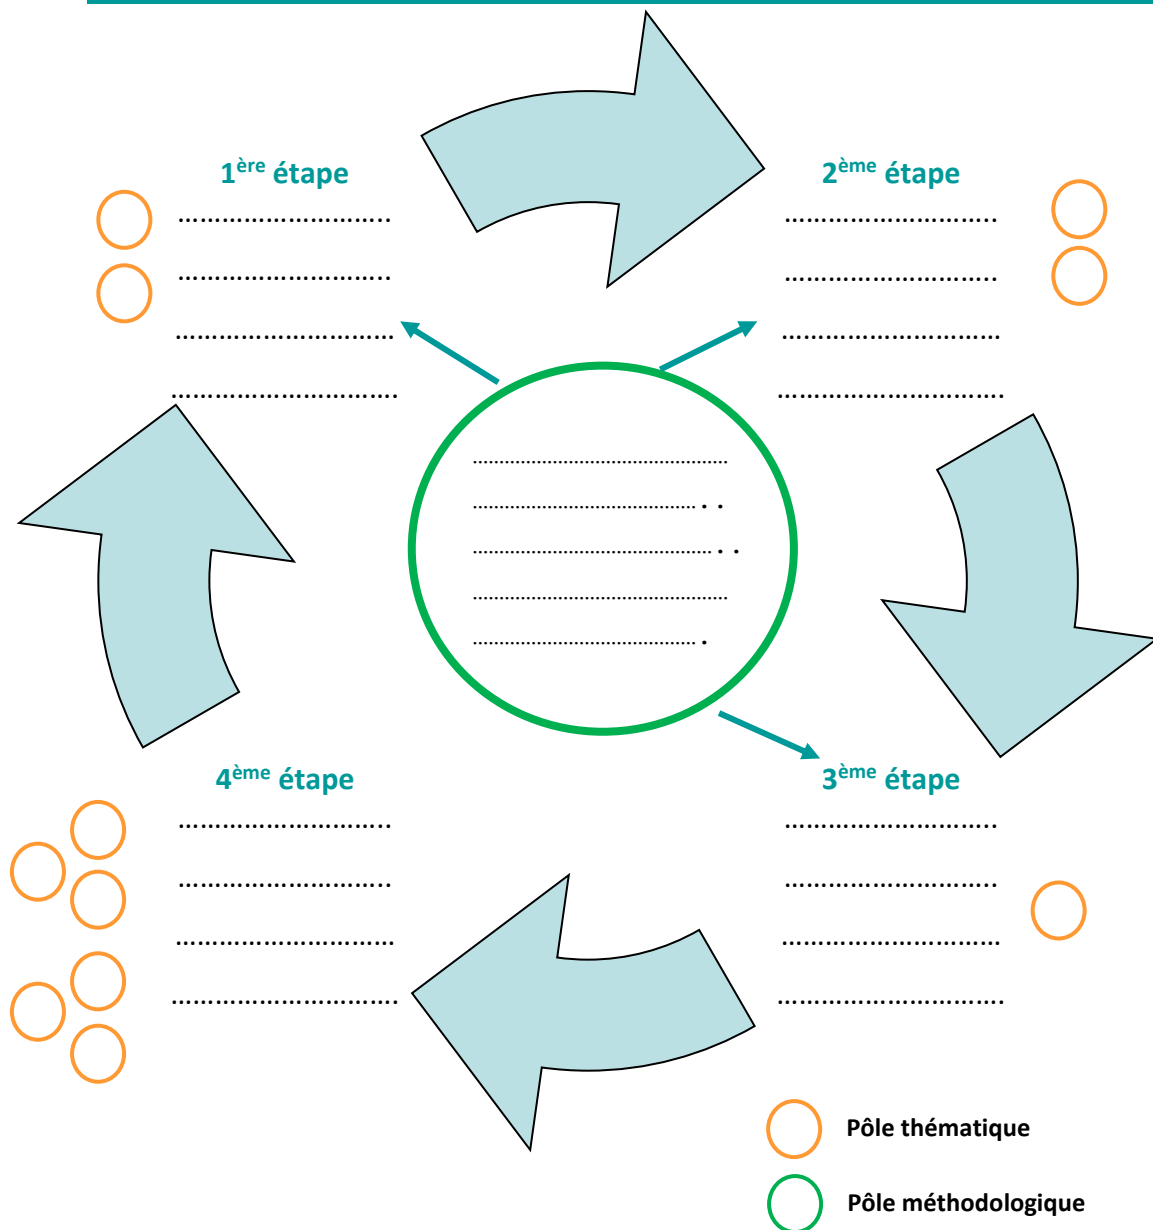 1ère étape
2ème étape
………………………..
………………………..
………………………..
………………………..
…………………………
…………………………
………………………….
………………………….
................................................................................
...................................................................... . .
........................................................................... . .
................................................................................
...................................................................... .
4ème étape
3ème étape
………………………..
………………………..
………………………..
………………………..
…………………………
…………………………
………………………….
………………………….
Pôle thématique
Pôle méthodologique